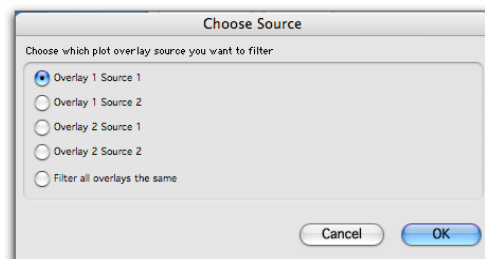 Choose Source
Choose which plot overlay source you want to filter
Overlay 1 Source 1
Overlay 1 Source 2
Overlay 2 Source 1
Overlay 2 Source 2
Filter all overlays the same
Cancel OK